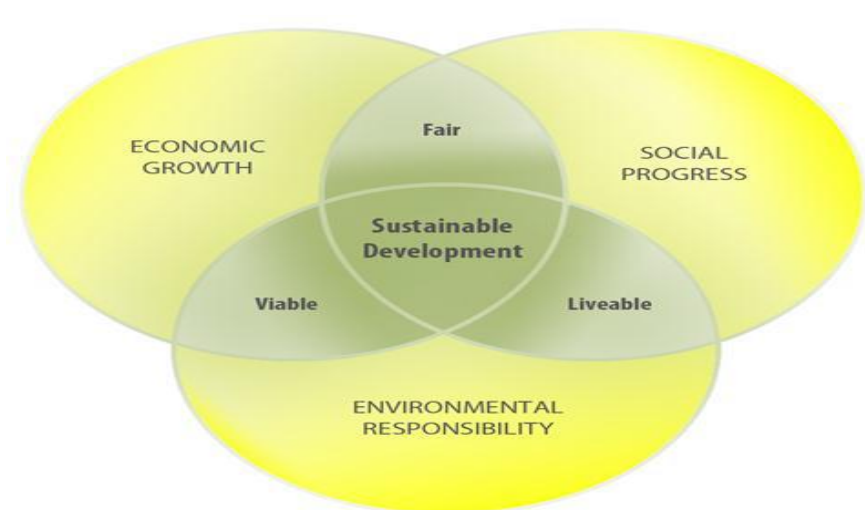 Fair
ECONOMIC
GROWTH
SOCIAL
PROGRESS
Sustainable
Development
Viable
Liveable
ENVIRONMENTAL
RESPONSIBILITY